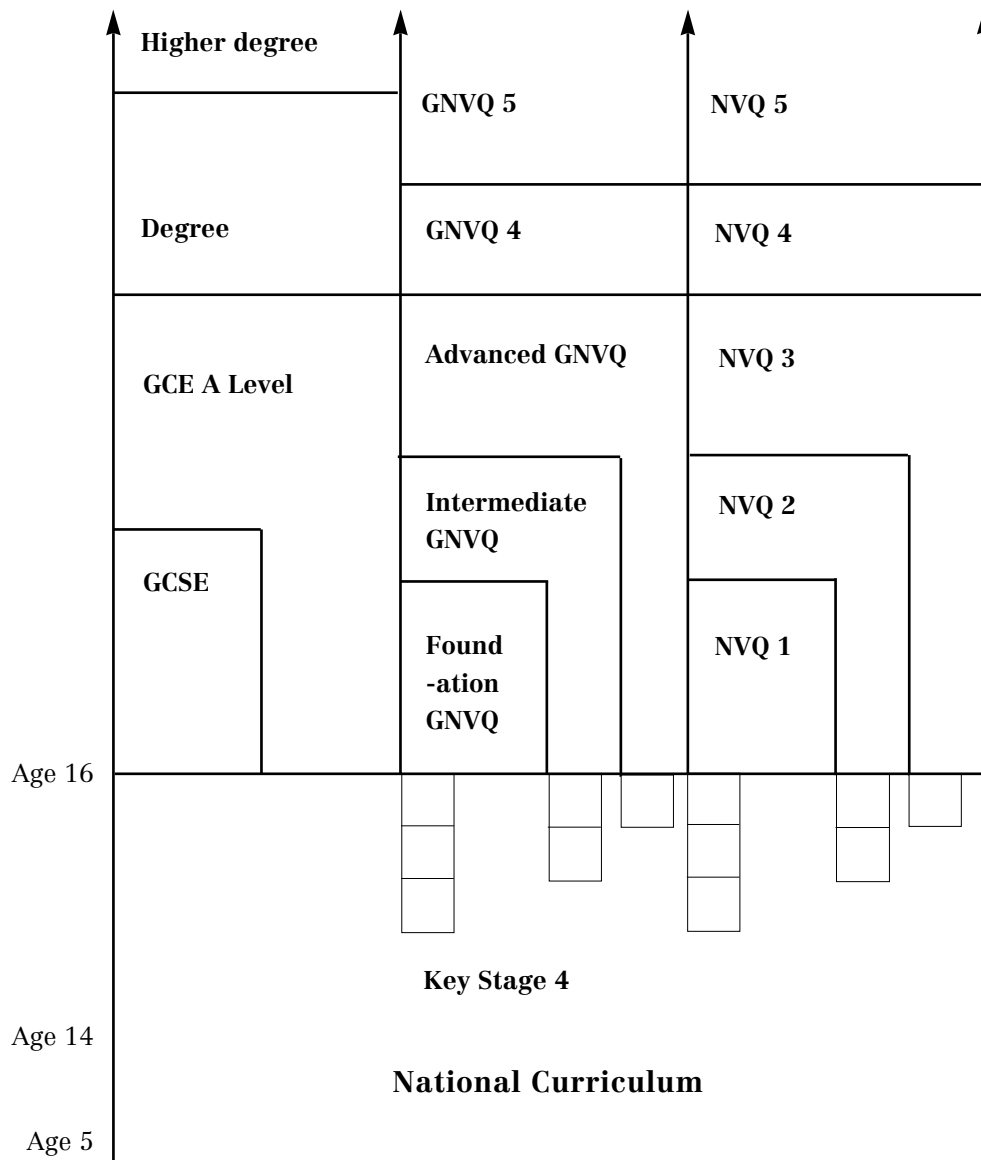 Higher degree
GNVQ 5
NVQ 5
Degree
GNVQ 4
NVQ 4
Advanced GNVQ
NVQ 3
GCE A Level
Intermediate
GNVQ
NVQ 2
GCSE
Found
-ation
GNVQ
NVQ 1
Age 16
Key Stage 4
Age 14
National Curriculum
Age 5